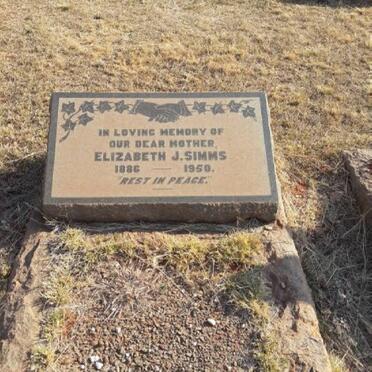 IN LOVING MEMORY OF
OUR DEAR MOTHER,
ELIZABETH J. SIMMS
1886 — 1950.
"REST IN PEACE."